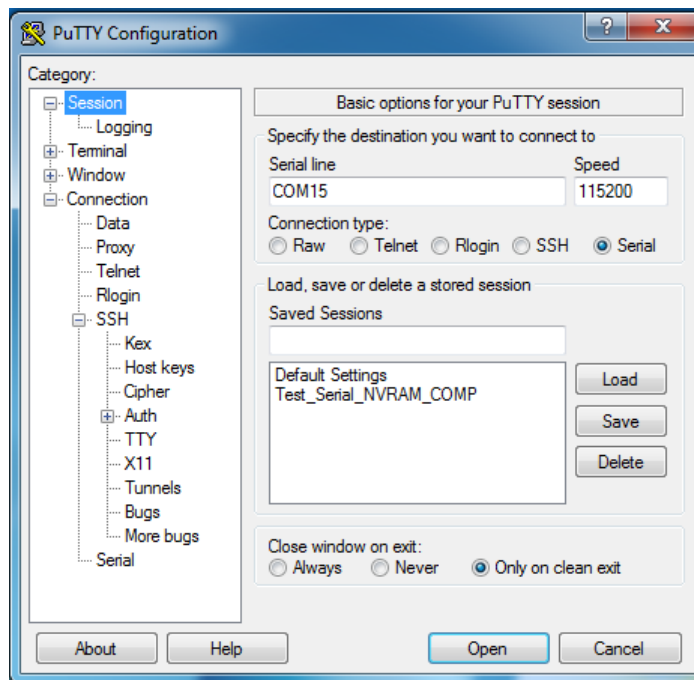 PuTTY Configuration
Category:
Session
Logging
Terminal
Window
Connection
Data
Proxy
Telnet
Rlogin
SSH
Kex
Host keys
Cipher
Auth
TTY
X11
Tunnels
Bugs
More bugs
Serial
Basic options for your PuTTY session
Specify the destination you want to connect to
Serial line Speed
COM15 115200
Connection type:
Raw Telnet Rlogin SSH Serial
Load, save or delete a stored session
Saved Sessions
Default Settings
Test_Serial_NVRAM_COMP
Load
Save
Delete
Close window on exit:
Always Never Only on clean exit
About Help Open Cancel